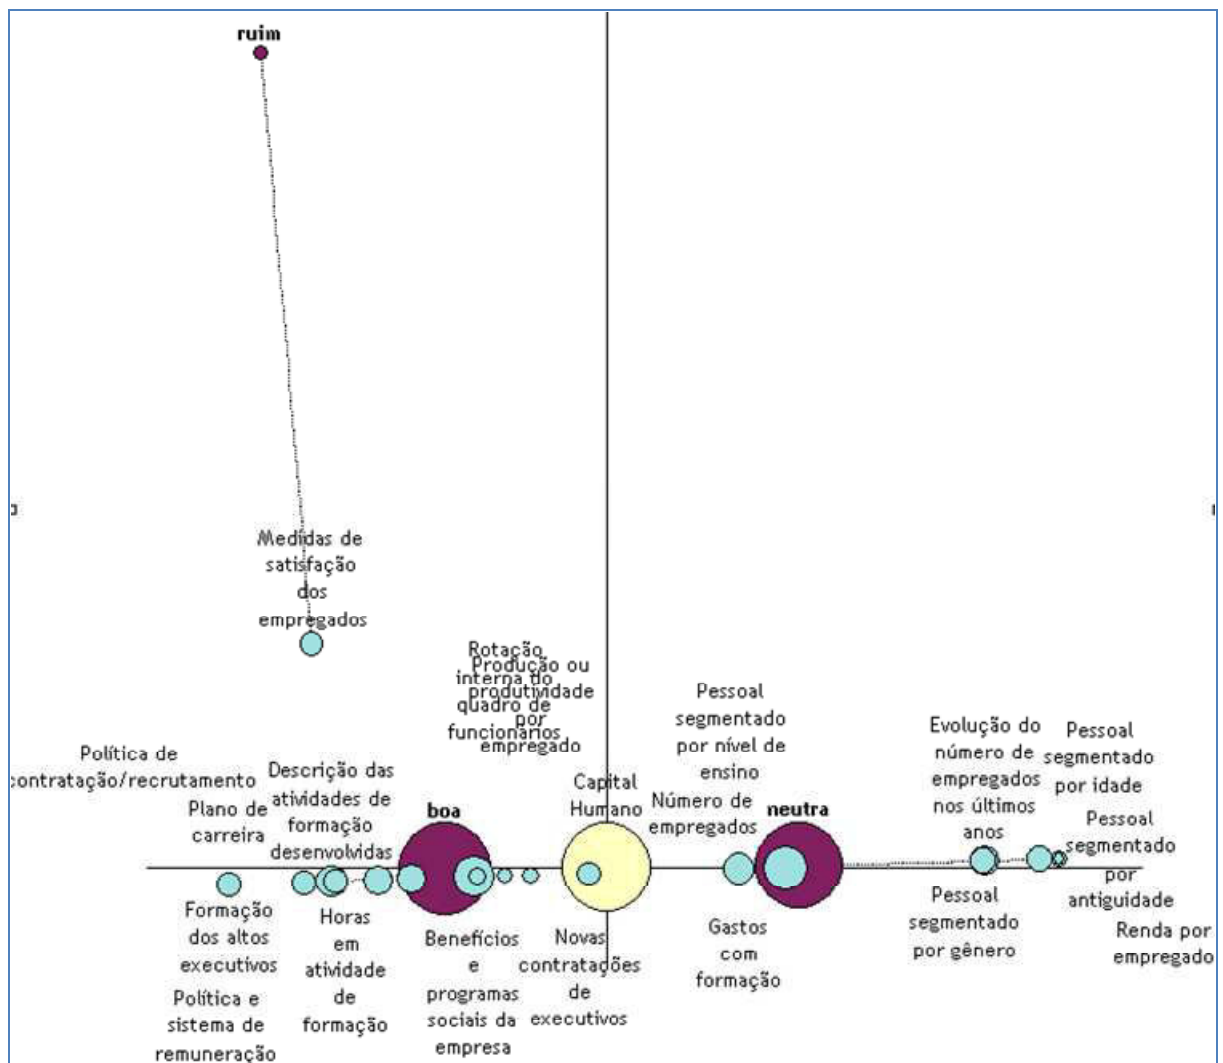 ruim
Medidas de
satisfação
dos
empregados
Rotação
interna do
quadro de
funcionários
Produção ou
produtividade
por
empregado
Pessoal
segmentado
por nível de
ensino
Evolução do
número de
empregados
nos últimos
anos
Pessoal
segmentado
por idade
Política de
contratação/recrutamento
Descrição das
atividades de
formação
desenvolvidas
Plano de
carreira
boa
Capital
Humano
Número de
empregados
neutra
Pessoal
segmentado
por
antiguidade
Formação
dos altos
executivos
Horas
em
atividade
de
formação
Benefícios
e
programas
sociais da
empresa
Novas
contratações
de
executivos
Gastos
com
formação
Pessoal
segmentado
por gênero
Renda por
empregado
Política e
sistema de
remuneração